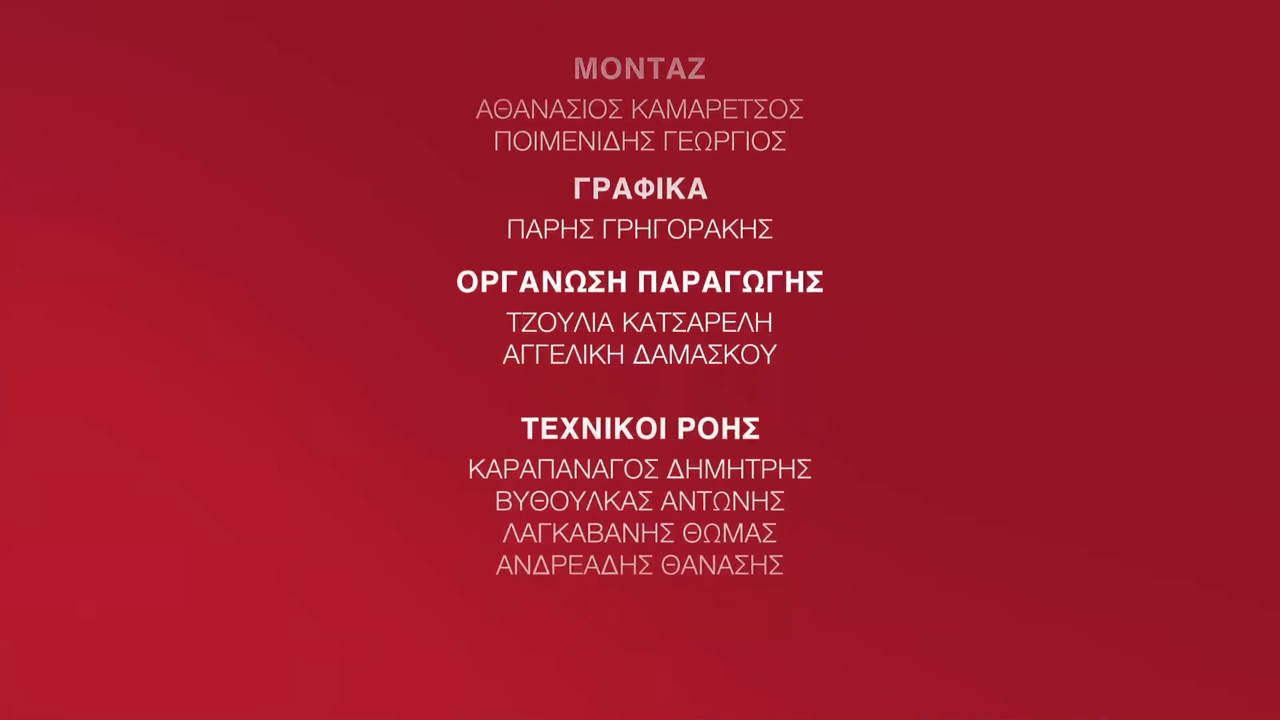 ΜΟΝΤΑΖ
ΑΘΑΝΑΣΙΟΣ ΚΑΜΑΡΕΤΣΟΣ
ΠΟΙΜΕΝΙΔΗΣ ΓΕΩΡΓΙΟΣ
ΓΡΑΦΙΚΑ
ΠΑΡΗΣ ΓΡΗΓΟΡΑΚΗΣ
ΟΡΓΑΝΩΣΗ ΠΑΡΑΓΩΓΗΣ
ΤΖΟΥΛΙΑ ΚΑΤΣΑΡΕΛΗ
ΑΓΓΕΛΙΚΗ ΔΑΜΑΣΚΟΥ
ΤΕΧΝΙΚΟΙ ΡΟΗΣ
ΚΑΡΑΠΑΝΑΓΟΣ ΔΗΜΗΤΡΗΣ
ΒΥΘΟΥΛΚΑΣ ΑΝΤΩΝΗΣ
ΛΑΓΚΑΒΑΝΗΣ ΘΩΜΑΣ
ΑΝΔΡΕΑΔΗΣ ΘΑΝΑΣΗΣ